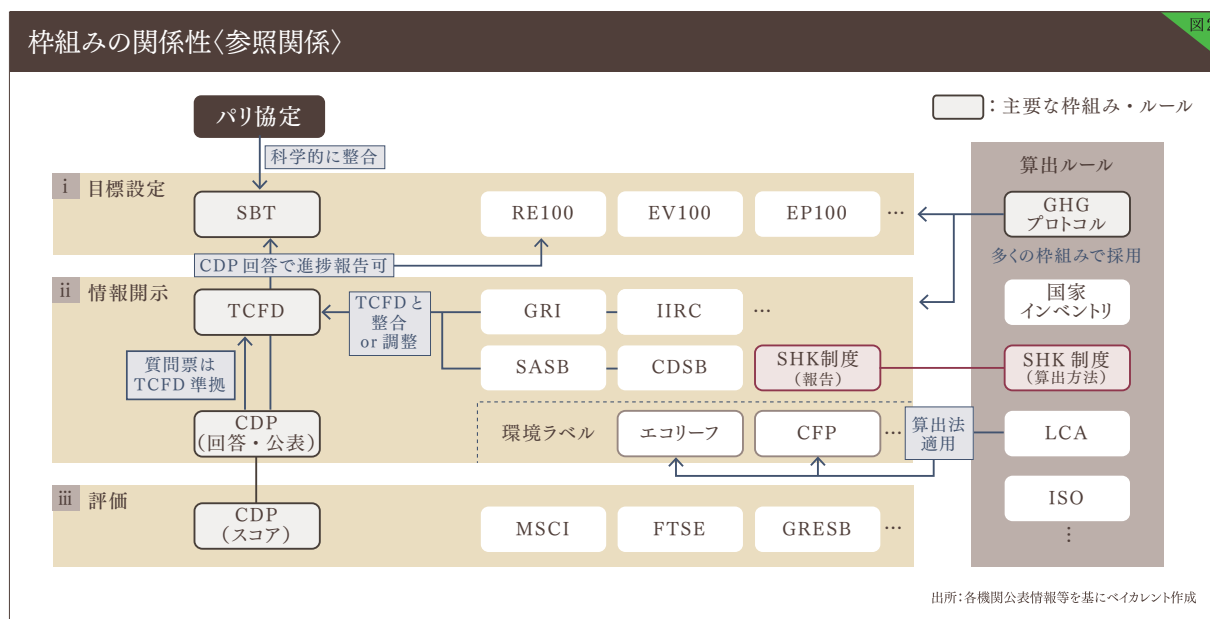 枠組みの関係性〈参照関係〉
図2
パリ協定
:主要な枠組み・ルール
科学的に整合
i 目標設定
SBT
RE100
EV100
EP100
…
CDP 回答で進捗報告可
ii 情報開示
TCFD
TCFDと
整合
or 調整
GRI
IIRC
…
SASB
CDSB
SHK制度
(報告)
質問票は
TCFD 準拠
CDP
(回答・公表)
環境ラベル
エコリーフ
CFP
…
算出法
適用
iii 評価
CDP
(スコア)
MSCI
FTSE
GRESB
…
算出ルール
GHG
プロトコル
多くの枠組みで採用
国家
インベントリ
SHK 制度
(算出方法)
LCA
ISO
⋮
出所:各機関公表情報等を基にベイカレント作成